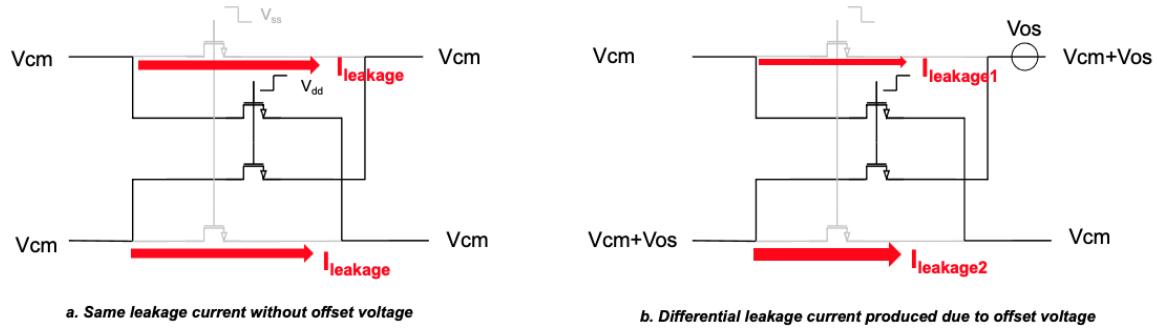 Vss
Vcm
Vcm
Ileakage
Vdd
Vcm
Vcm
Ileakage
a. Same leakage current without offset voltage
Vos
Vcm
Vcm+Vos
Ileakage1
Vcm+Vos
Vcm
Ileakage2
b. Differential leakage current produced due to offset voltage